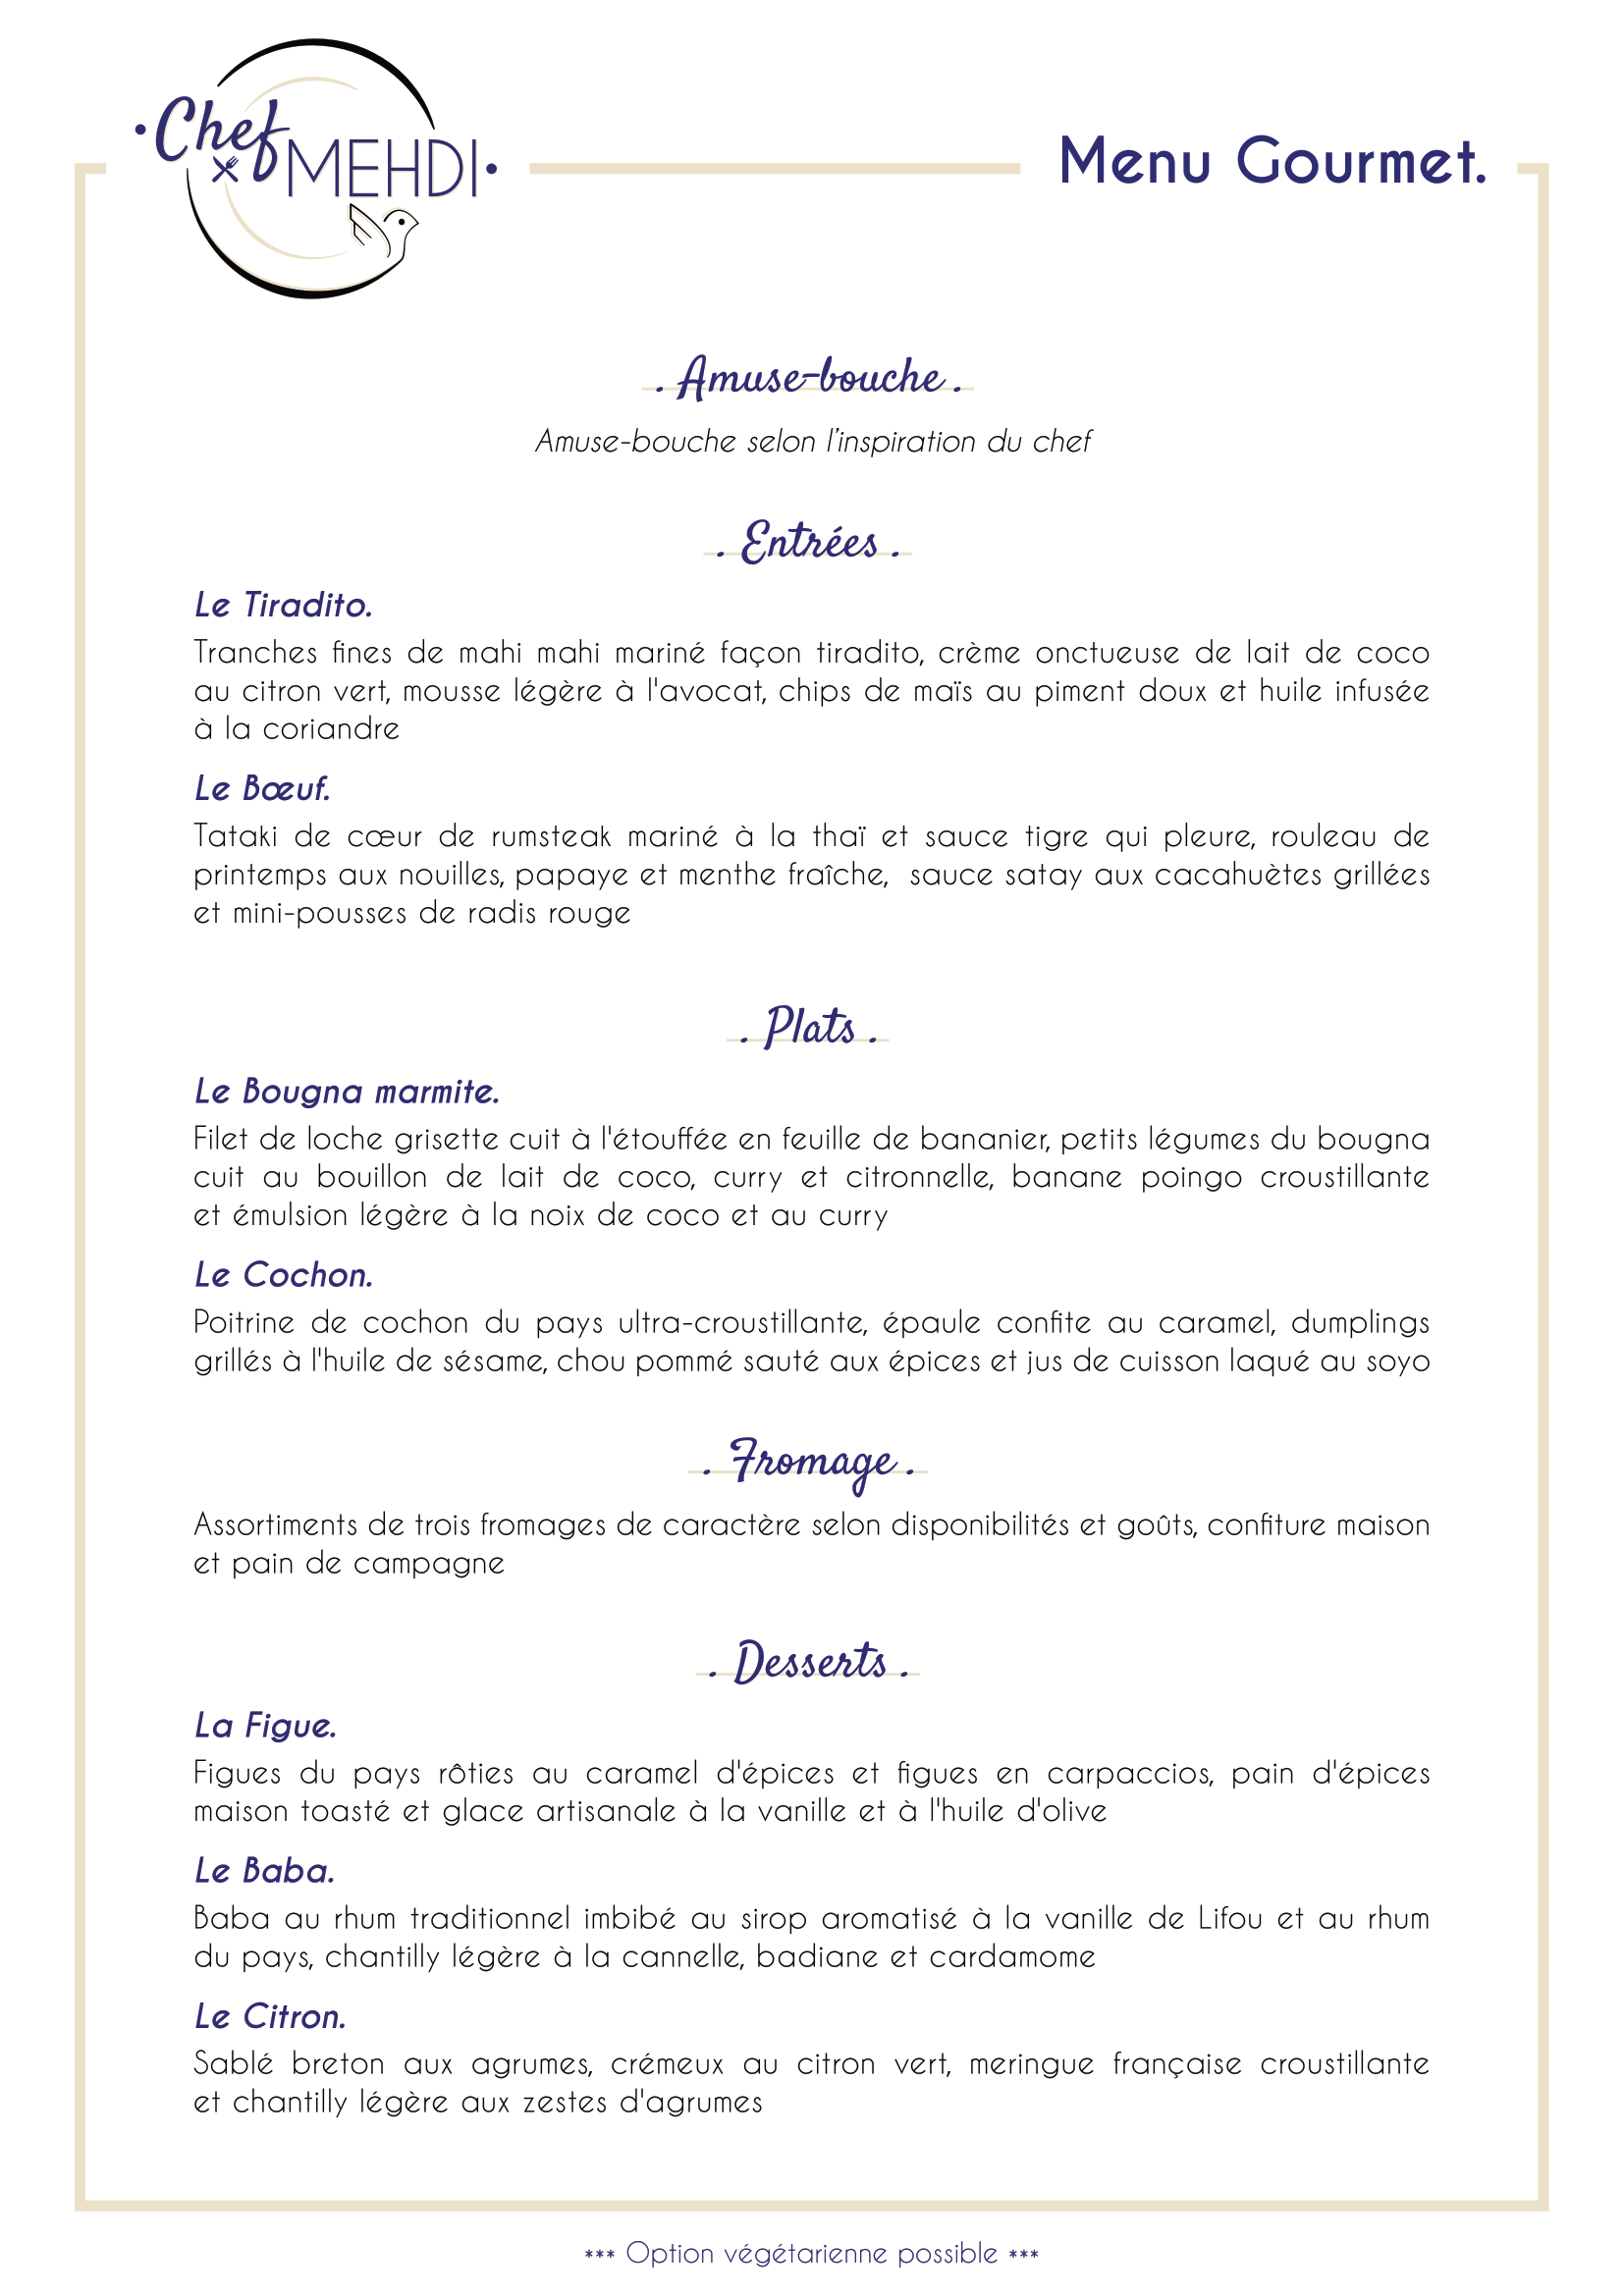 Chef
MEHDI
Menu Gourmet.
. Amuse-bouche .
Amuse-bouche selon l'inspiration du chef
. Entrées .
Le Tiradito.
Tranches fines de mahi mahi mariné façon tiradito, crème onctueuse de lait de coco
au citron vert, mousse légère à l'avocat, chips de maïs au piment doux et huile infusée
à la coriandre
Le Bœuf.
Tataki de cœur de rumsteak mariné à la thaï et sauce tigre qui pleure, rouleau de
printemps aux nouilles, papaye et menthe fraîche, sauce satay aux cacahuètes grillées
et mini-pousses de radis rouge
. Plats .
Le Bougna marmite.
Filet de loche grisette cuit à l'étouffée en feuille de bananier, petits légumes du bougna
cuit au bouillon de lait de coco, curry et citronnelle, banane poingo croustillante
et émulsion légère à la noix de coco et au curry
Le Cochon.
Poitrine de cochon du pays ultra-croustillante, épaule confite au caramel, dumplings
grillés à l'huile de sésame, chou pommé sauté aux épices et jus de cuisson laqué au soyo
. Fromage .
Assortiments de trois fromages de caractère selon disponibilités et goûts, confiture maison
et pain de campagne
. Desserts .
La Figue.
Figues du pays rôties au caramel d'épices et figues en carpaccios, pain d'épices
maison toasté et glace artisanale à la vanille et à l'huile d'olive
Le Baba.
Baba au rhum traditionnel imbibé au sirop aromatisé à la vanille de Lifou et au rhum
du pays, chantilly légère à la cannelle, badiane et cardamome
Le Citron.
Sablé breton aux agrumes, crémeux au citron vert, meringue française croustillante
et chantilly légère aux zestes d'agrumes
*** Option végétarienne possible ***